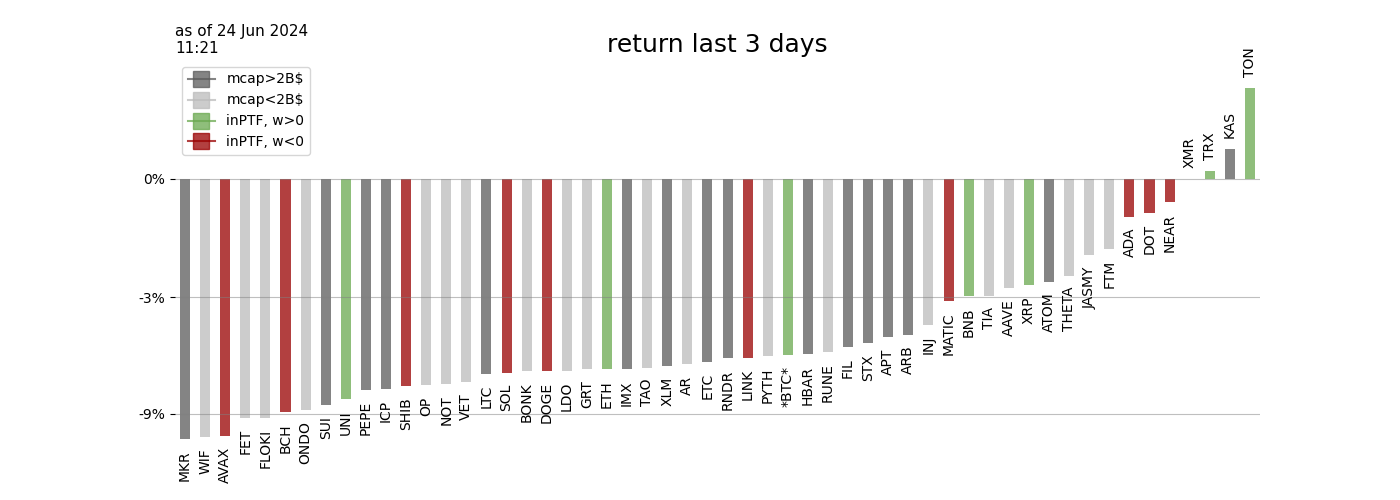 as of 24 Jun 2024
11:21
return last 3 days
mcap>2B$
mcap<2B$
inPTF, w>0
inPTF, w<0
0%
-3%
-9%
MKR
WIF
AVAX
FET
FLOKI
BCH
ONDO
SUI
UNI
PEPE
ICP
SHIB
OP
NOT
VET
LTC
SOL
BONK
DOGE
LDO
GRT
ETH
IMX
TAO
XLM
AR
ETC
RNDR
LINK
PYTH
*BTC*
HBAR
RUNE
FIL
STX
APT
ARB
INJ
MATIC
BNB
TIA
AAVE
XRP
ATOM
THETA
JASMY
FTM
ADA
DOT
NEAR
XMR
TRX
KAS
TON